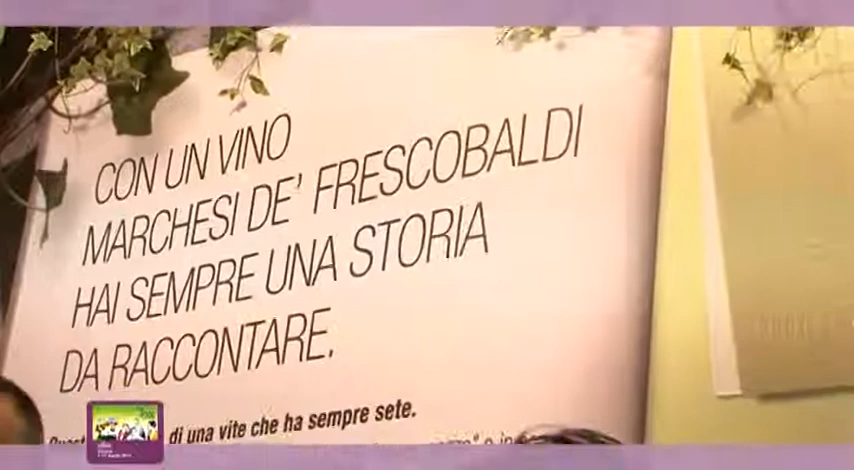 CON UN VINO
MARCHESI DE' FRESCOBALDI
HAI SEMPRE UNA STORIA
DA RACCONTARE.
di una vite che ha sempre sete.